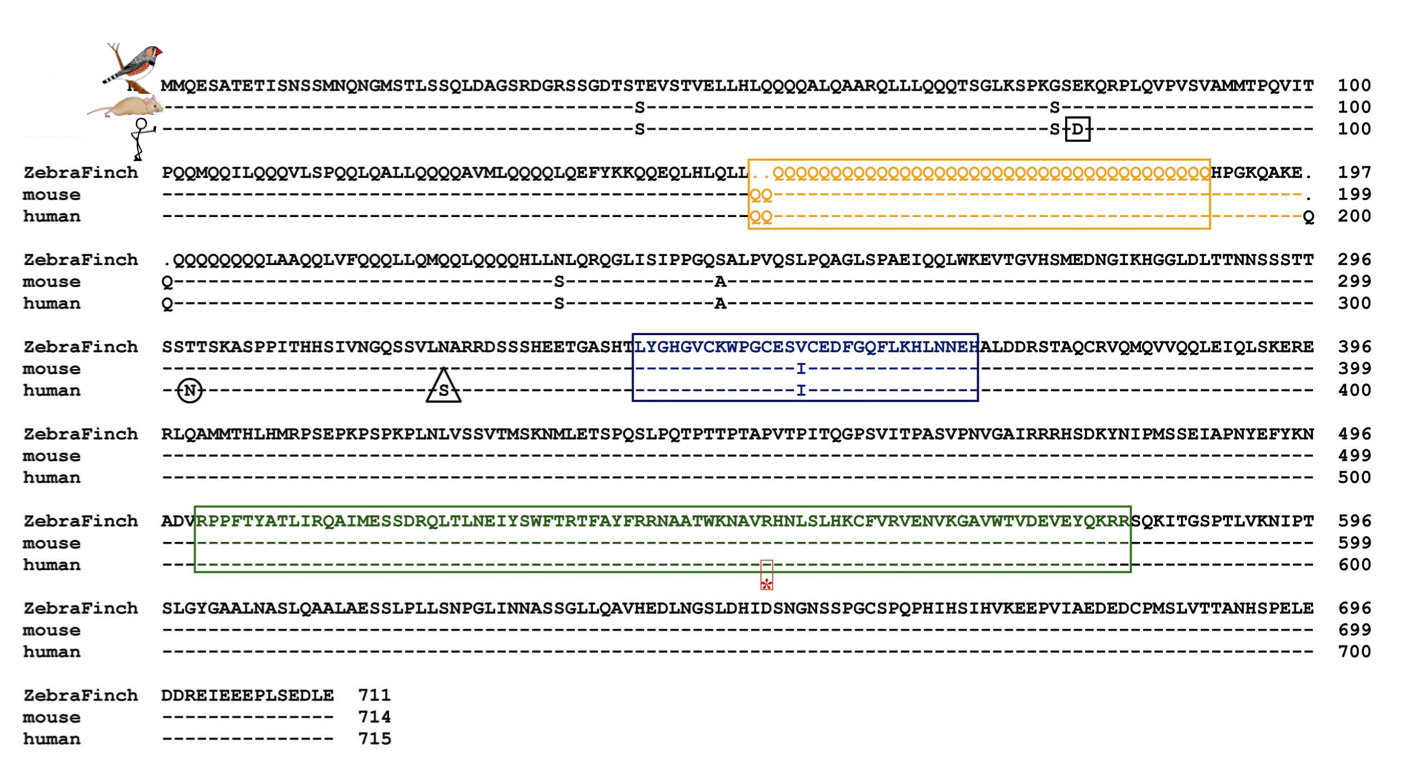 MMQESATETISNSSMNQNGMSTLSSQLDAGSRDGRSSGDTSTEVSTVELLHLQQQQALQAARQLLLQQQTSGLKSPKGSEKQRPLQVPVSVAMMTPQVIT 100
-----------------------------------------S-----------------------------------S---------------------- 100
-----------------------------------------S-----------------------------------S-D-------------------- 100
ZebraFinch PQQMQQILQQQVLSPQQLQALLQQQQAVMLQQQQLQEFYKKQQEQLHLQLL..QQQQQQQQQQQQQQQQQQQQQQQQQQQQQQQQQQQQQQHPGKQAKE. 197
mouse ---------------------------------------------------QQ----------------------------------------------. 199
human ---------------------------------------------------QQ----------------------------------------------Q 200
ZebraFinch .QQQQQQQQLAAQQLVFQQQLLQMQQLQQQQHLLNLQRQGLISIPPGQSALPVQSLPQAGLSPAEIQQLWKEVTGVHSMEDNGIKHGGLDLTTNNSSSTT 296
mouse Q---------------------------------S-------------A--------------------------------------------------- 299
human Q---------------------------------S-------------A--------------------------------------------------- 300
ZebraFinch SSTTSKASPPITHHSIVNGQSSVLNARRDSSSHEETGASHTLYGHGVCKWPGCESVCEDFGQFLKHLNNEHALDDRSTAQCRVQMQVVQQLEIQLSKERE 396
mouse -------------------------------------------------------I-------------------------------------------- 399
human --N---------------------S------------------------------I-------------------------------------------- 400
ZebraFinch RLQAMMTHLHMRPSEPKPSPKPLNLVSSVTMSKNMLETSPQSLPQTPTTPTAPVTPITQGPSVITPASVPNVGAIRRRHSDKYNIPMSSEIAPNYEFYKN 496
mouse ---------------------------------------------------------------------------------------------------- 499
human ---------------------------------------------------------------------------------------------------- 500
ZebraFinch ADVRPPFTYATLIRQAIMESSDRQLTLNEIYSWFTRTFAYFRRNAATWKNAVRHNLSLHKCFVRVENVKGAVWTVDEVEYQKRRSQKITGSPTLVKNIPT 596
mouse ---------------------------------------------------------------------------------------------------- 599
human ---------------------------------------------------------------------------------------------------- 600
*
ZebraFinch SLGYGAALNASLQAALAESSLPLLSNPGLINNASSGLLQAVHEDLNGSLDHIDSNGNSSPGCSPQPHIHSIHVKEEPVIAEDEDCPMSLVTTANHSPELE 696
mouse ---------------------------------------------------------------------------------------------------- 699
human ---------------------------------------------------------------------------------------------------- 700
ZebraFinch DDREIEEEPLSEDLE 711
mouse --------------- 714
human --------------- 715